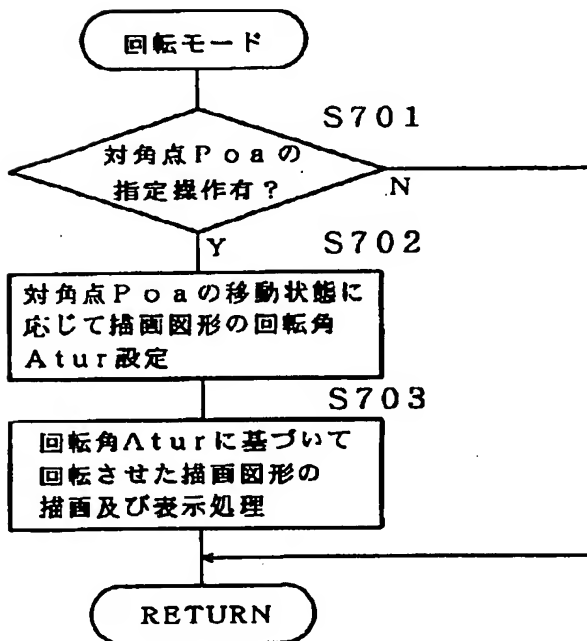 回転モード
S701
対角点Poaの
指定操作有?
N
Y
S702
対角点Poaの移動状態に
応じて描画図形の回転角
Atur設定
S703
回転角Aturに基づいて
回転させた描画図形の
描画及び表示処理
RETURN